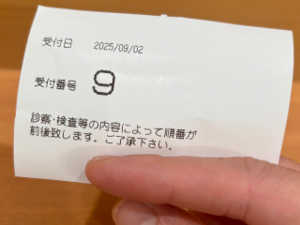 受付日 2025/09/02
受付番号 9
診察・検査等の内容によって順番が
前後致します。ご了承下さい。